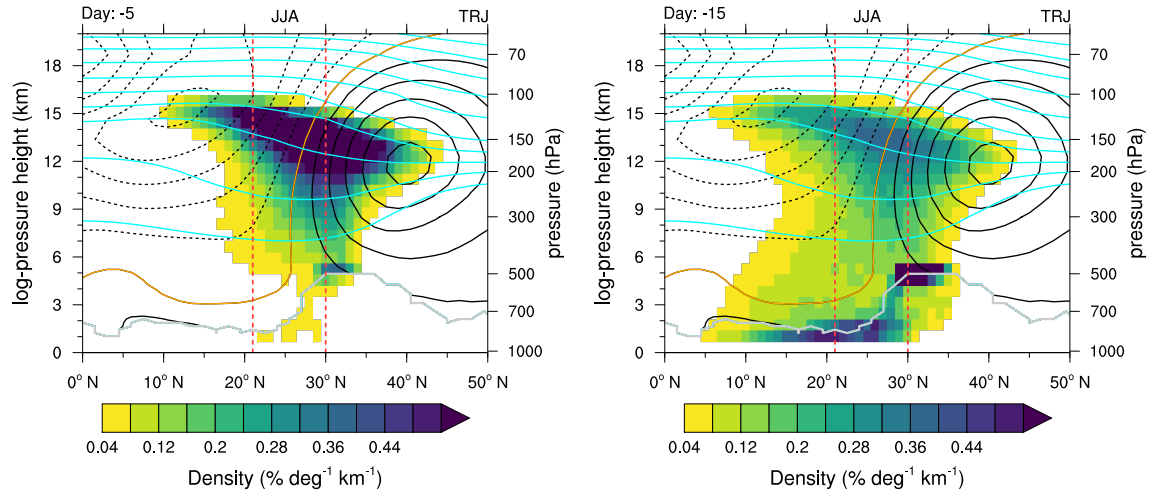 Day: -5 JJA TRJ
log-pressure height (km)
18
15
12
9
6
3
0
70
100
150
200
300
500
700
1000
pressure (hPa)
0° N 10° N 20° N 30° N 40° N 50° N
0.04 0.12 0.2 0.28 0.36 0.44
Density (% deg⁻¹ km⁻¹)
Day: -15 JJA TRJ
log-pressure height (km)
18
15
12
9
6
3
0
70
100
150
200
300
500
700
1000
pressure (hPa)
0° N 10° N 20° N 30° N 40° N 50° N
0.04 0.12 0.2 0.28 0.36 0.44
Density (% deg⁻¹ km⁻¹)